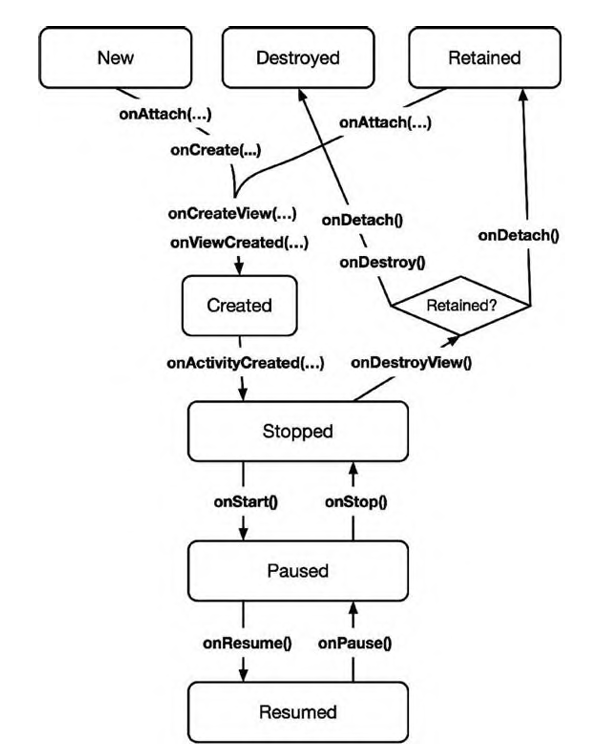 New
Destroyed
Retained
onAttach(...)
onAttach(...)
onCreate(...)
onCreateView(...)
onDetach()
onViewCreated(...)
onDetach()
onDestroy()
Created
Retained?
onActivityCreated(...)
onDestroyView()
Stopped
onStart()
onStop()
Paused
onResume()
onPause()
Resumed